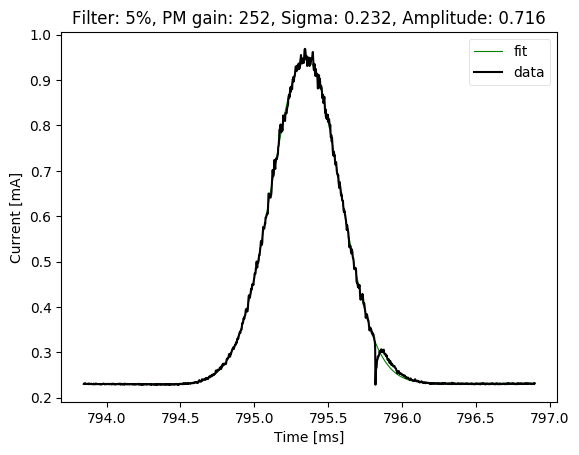 Filter: 5%, PM gain: 252, Sigma: 0.232, Amplitude: 0.716
fit
data
1.0
0.9
0.8
0.7
0.6
0.5
0.4
0.3
0.2
Current [mA]
794.0 794.5 795.0 795.5 796.0 796.5 797.0
Time [ms]